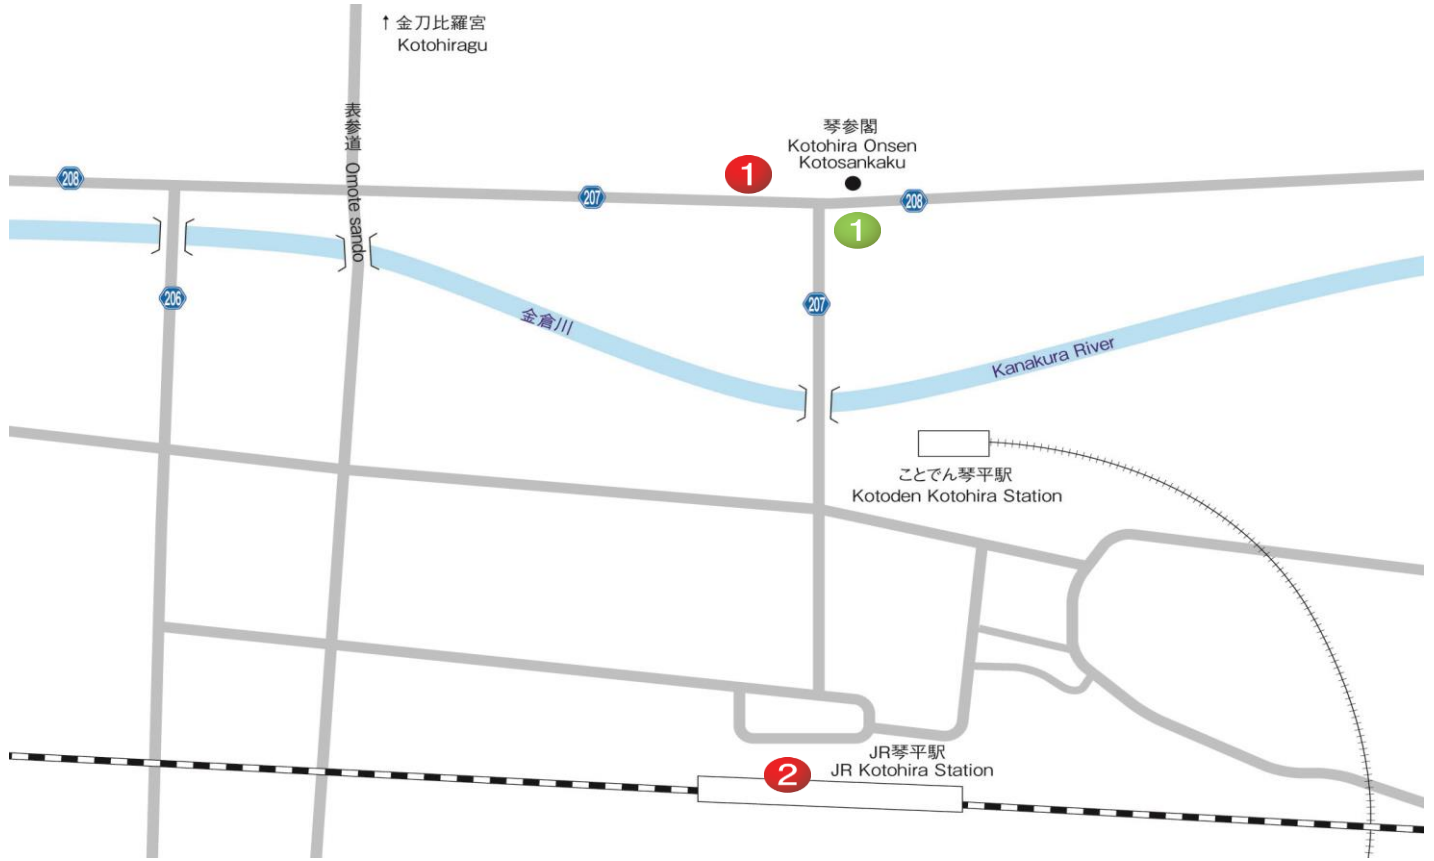 ↑金刀比羅宮
Kotohiragu
表参道 Omote sando
琴参閣
Kotohira Onsen
Kotosankaku
1
208
207
208
1
206
207
金倉川
Kanakura River
ことでん琴平駅
Kotoden Kotohira Station
JR琴平駅
JR Kotohira Station
2